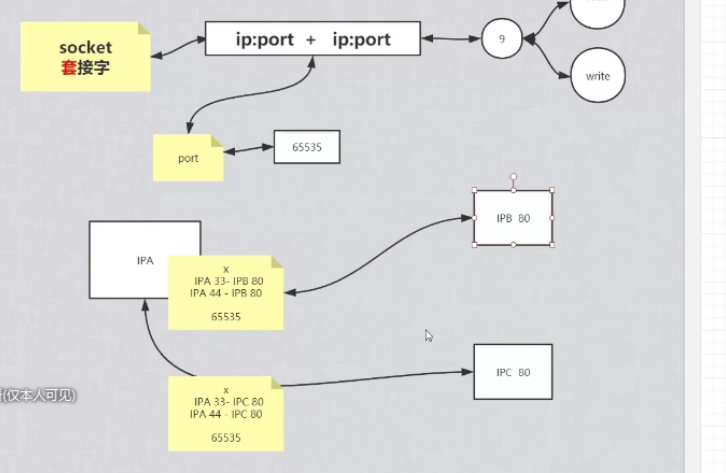 socket
套接字
ip:port + ip:port
9
write
port
65535
IPB 80
IPA
x
IPA 33- IPB 80
IPA 44 - IPB 80
65535
IPC 80
(仅本人可见)
x
IPA 33- IPC 80
IPA 44 - IPC 80
65535